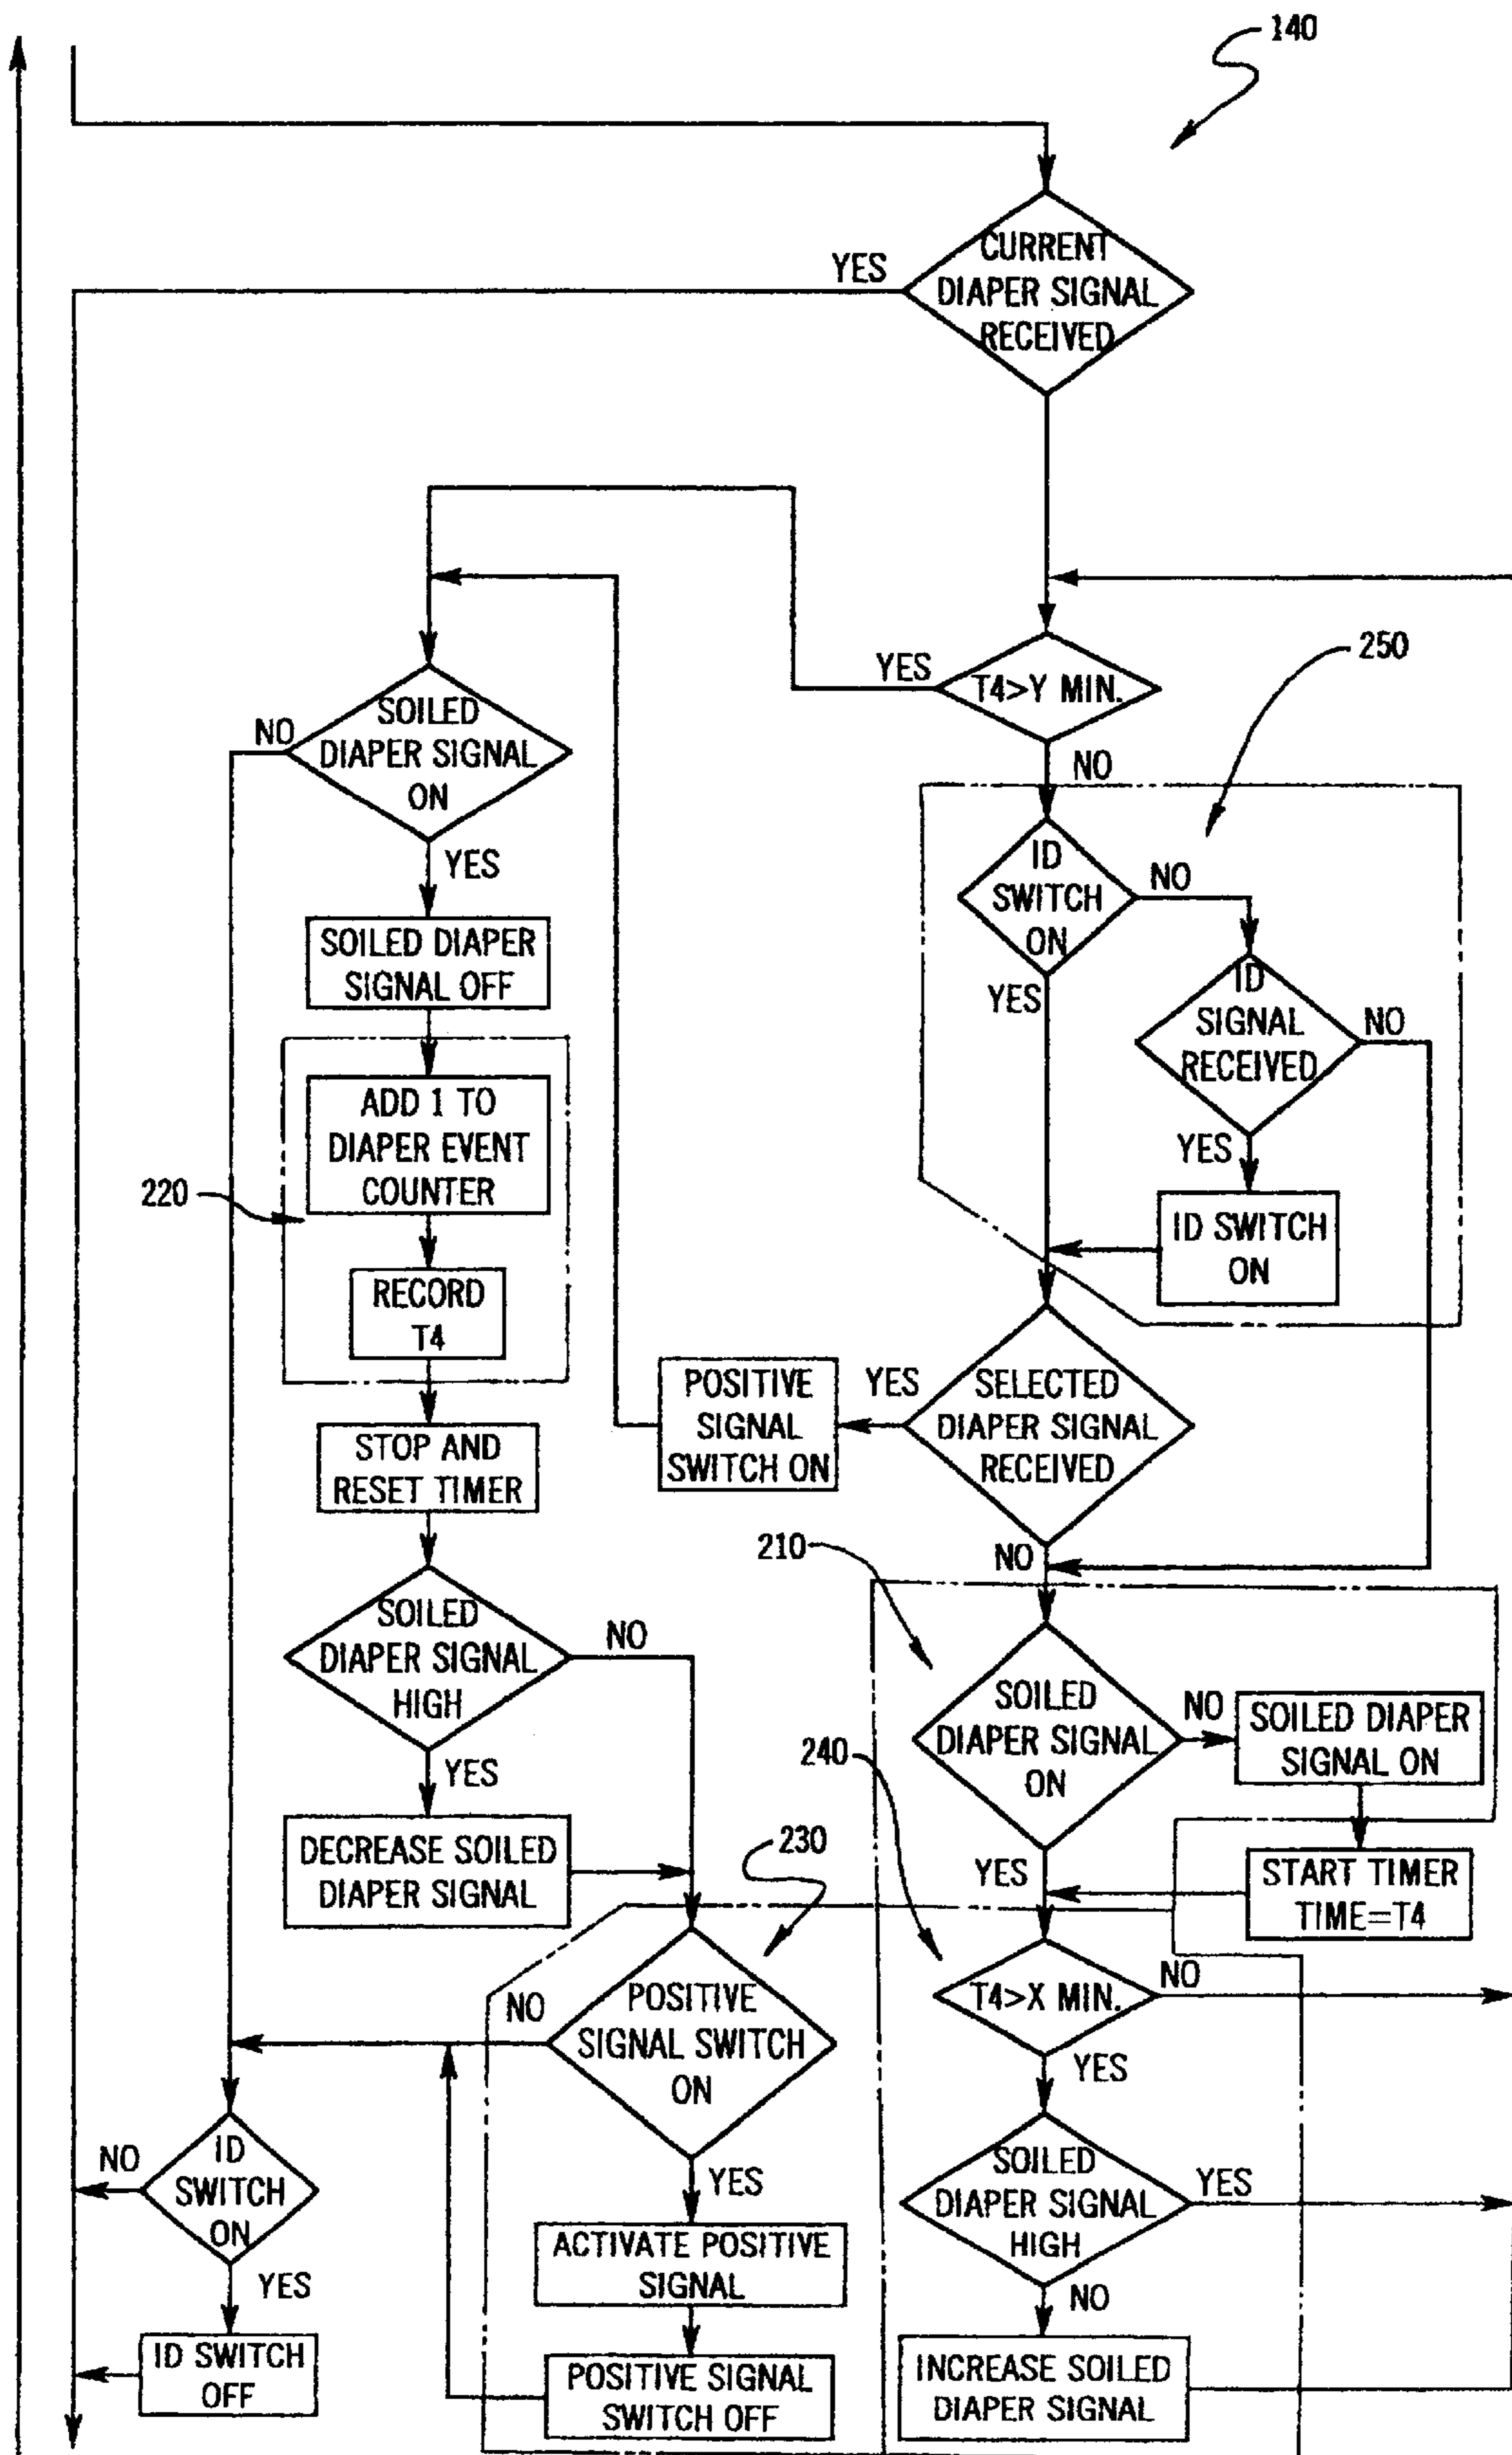 140
CURRENT
DIAPER SIGNAL
RECEIVED
YES
T4>Y MIN.
YES
NO
250
SOILED
DIAPER SIGNAL
ON
NO
YES
ID
SWITCH
ON
NO
YES
SOILED DIAPER
SIGNAL OFF
ID
SIGNAL
RECEIVED
NO
YES
ADD 1 TO
DIAPER EVENT
COUNTER
220
ID SWITCH
ON
RECORD
T4
POSITIVE
SIGNAL
SWITCH ON
YES
SELECTED
DIAPER SIGNAL
RECEIVED
NO
STOP AND
RESET TIMER
210
SOILED
DIAPER SIGNAL
HIGH
NO
YES
SOILED
DIAPER SIGNAL
ON
NO
SOILED DIAPER
SIGNAL ON
240
YES
DECREASE SOILED
DIAPER SIGNAL
230
START TIMER
TIME=T4
POSITIVE
SIGNAL SWITCH
ON
NO
YES
T4>X MIN.
NO
YES
ID
SWITCH
ON
NO
YES
SOILED
DIAPER SIGNAL
HIGH
YES
NO
ACTIVATE POSITIVE
SIGNAL
ID SWITCH
OFF
POSITIVE SIGNAL
SWITCH OFF
INCREASE SOILED
DIAPER SIGNAL